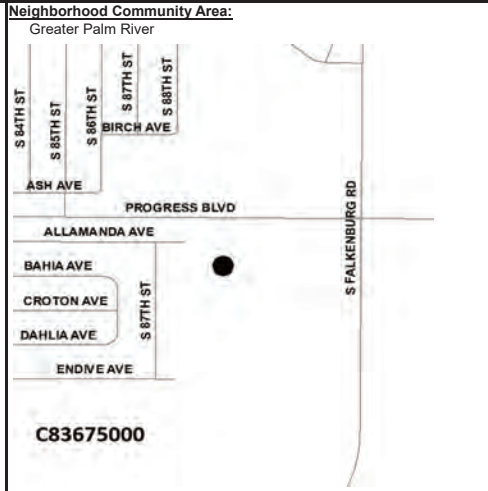 Neighborhood Community Area:
Greater Palm River
S 84TH ST
S 85TH ST
S 86TH ST
S 87TH ST
S 88TH ST
BIRCH AVE
ASH AVE
PROGRESS BLVD
ALLAMANDA AVE
S FALKENBURG RD
BAHIA AVE
CROTON AVE
S 87TH ST
DAHLIA AVE
ENDIVE AVE
C83675000